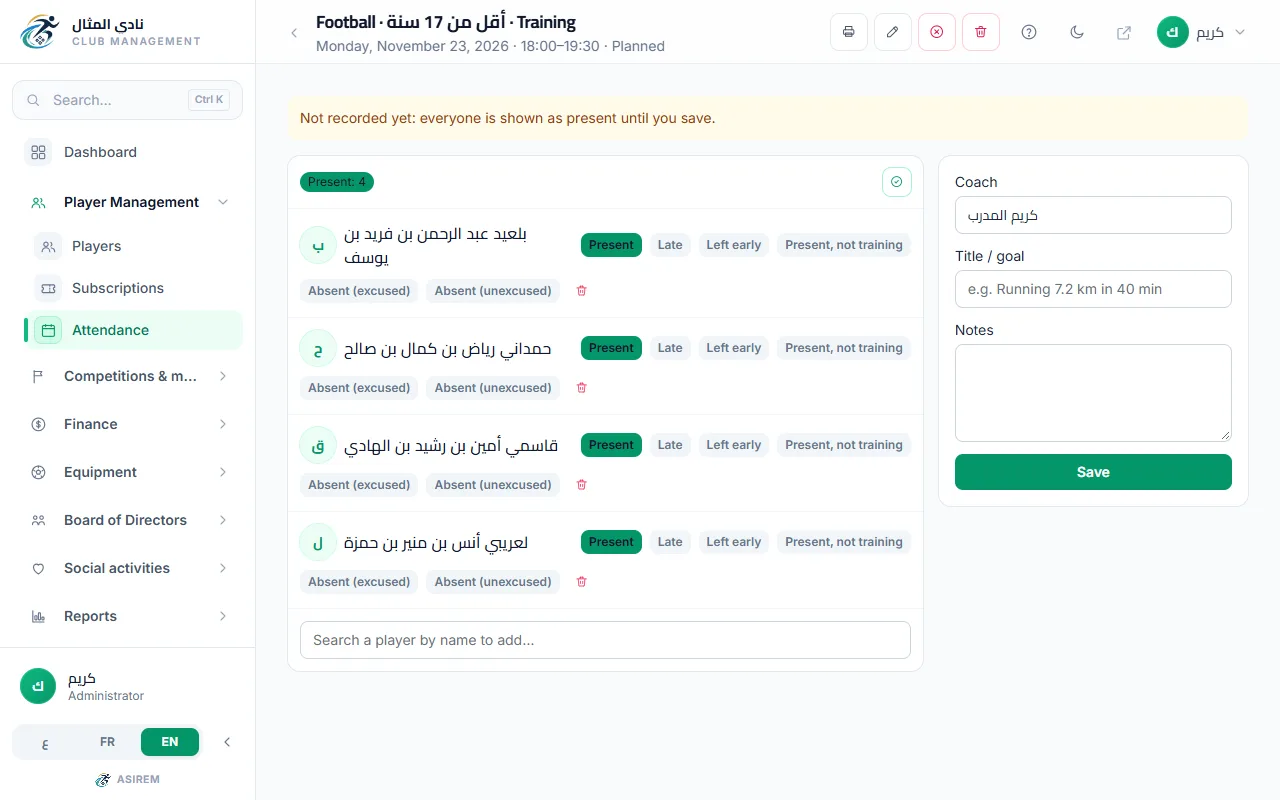 نادي المثال
CLUB MANAGEMENT
Search...
Ctrl K
Dashboard
Player Management
Players
Subscriptions
Attendance
Competitions & m...
Finance
Equipment
Board of Directors
Social activities
Reports
كريم
Administrator
ع
FR
EN
ASIREM
Football · أقل من 17 سنة · Training
Monday, November 23, 2026 · 18:00–19:30 · Planned
ك
كريم
Not recorded yet: everyone is shown as present until you save.
Present: 4
ب
بلعيد عبد الرحمن بن فريد بن
يوسف
Present
Late
Left early
Present, not training
Absent (excused)
Absent (unexcused)
ح
حمداني رياض بن كمال بن صالح
Present
Late
Left early
Present, not training
Absent (excused)
Absent (unexcused)
ق
قاسمي أمين بن رشيد بن الهادي
Present
Late
Left early
Present, not training
Absent (excused)
Absent (unexcused)
ل
لعريبي أنس بن منير بن حمزة
Present
Late
Left early
Present, not training
Absent (excused)
Absent (unexcused)
Search a player by name to add...
Coach
كريم المدرب
Title / goal
e.g. Running 7.2 km in 40 min
Notes
Save